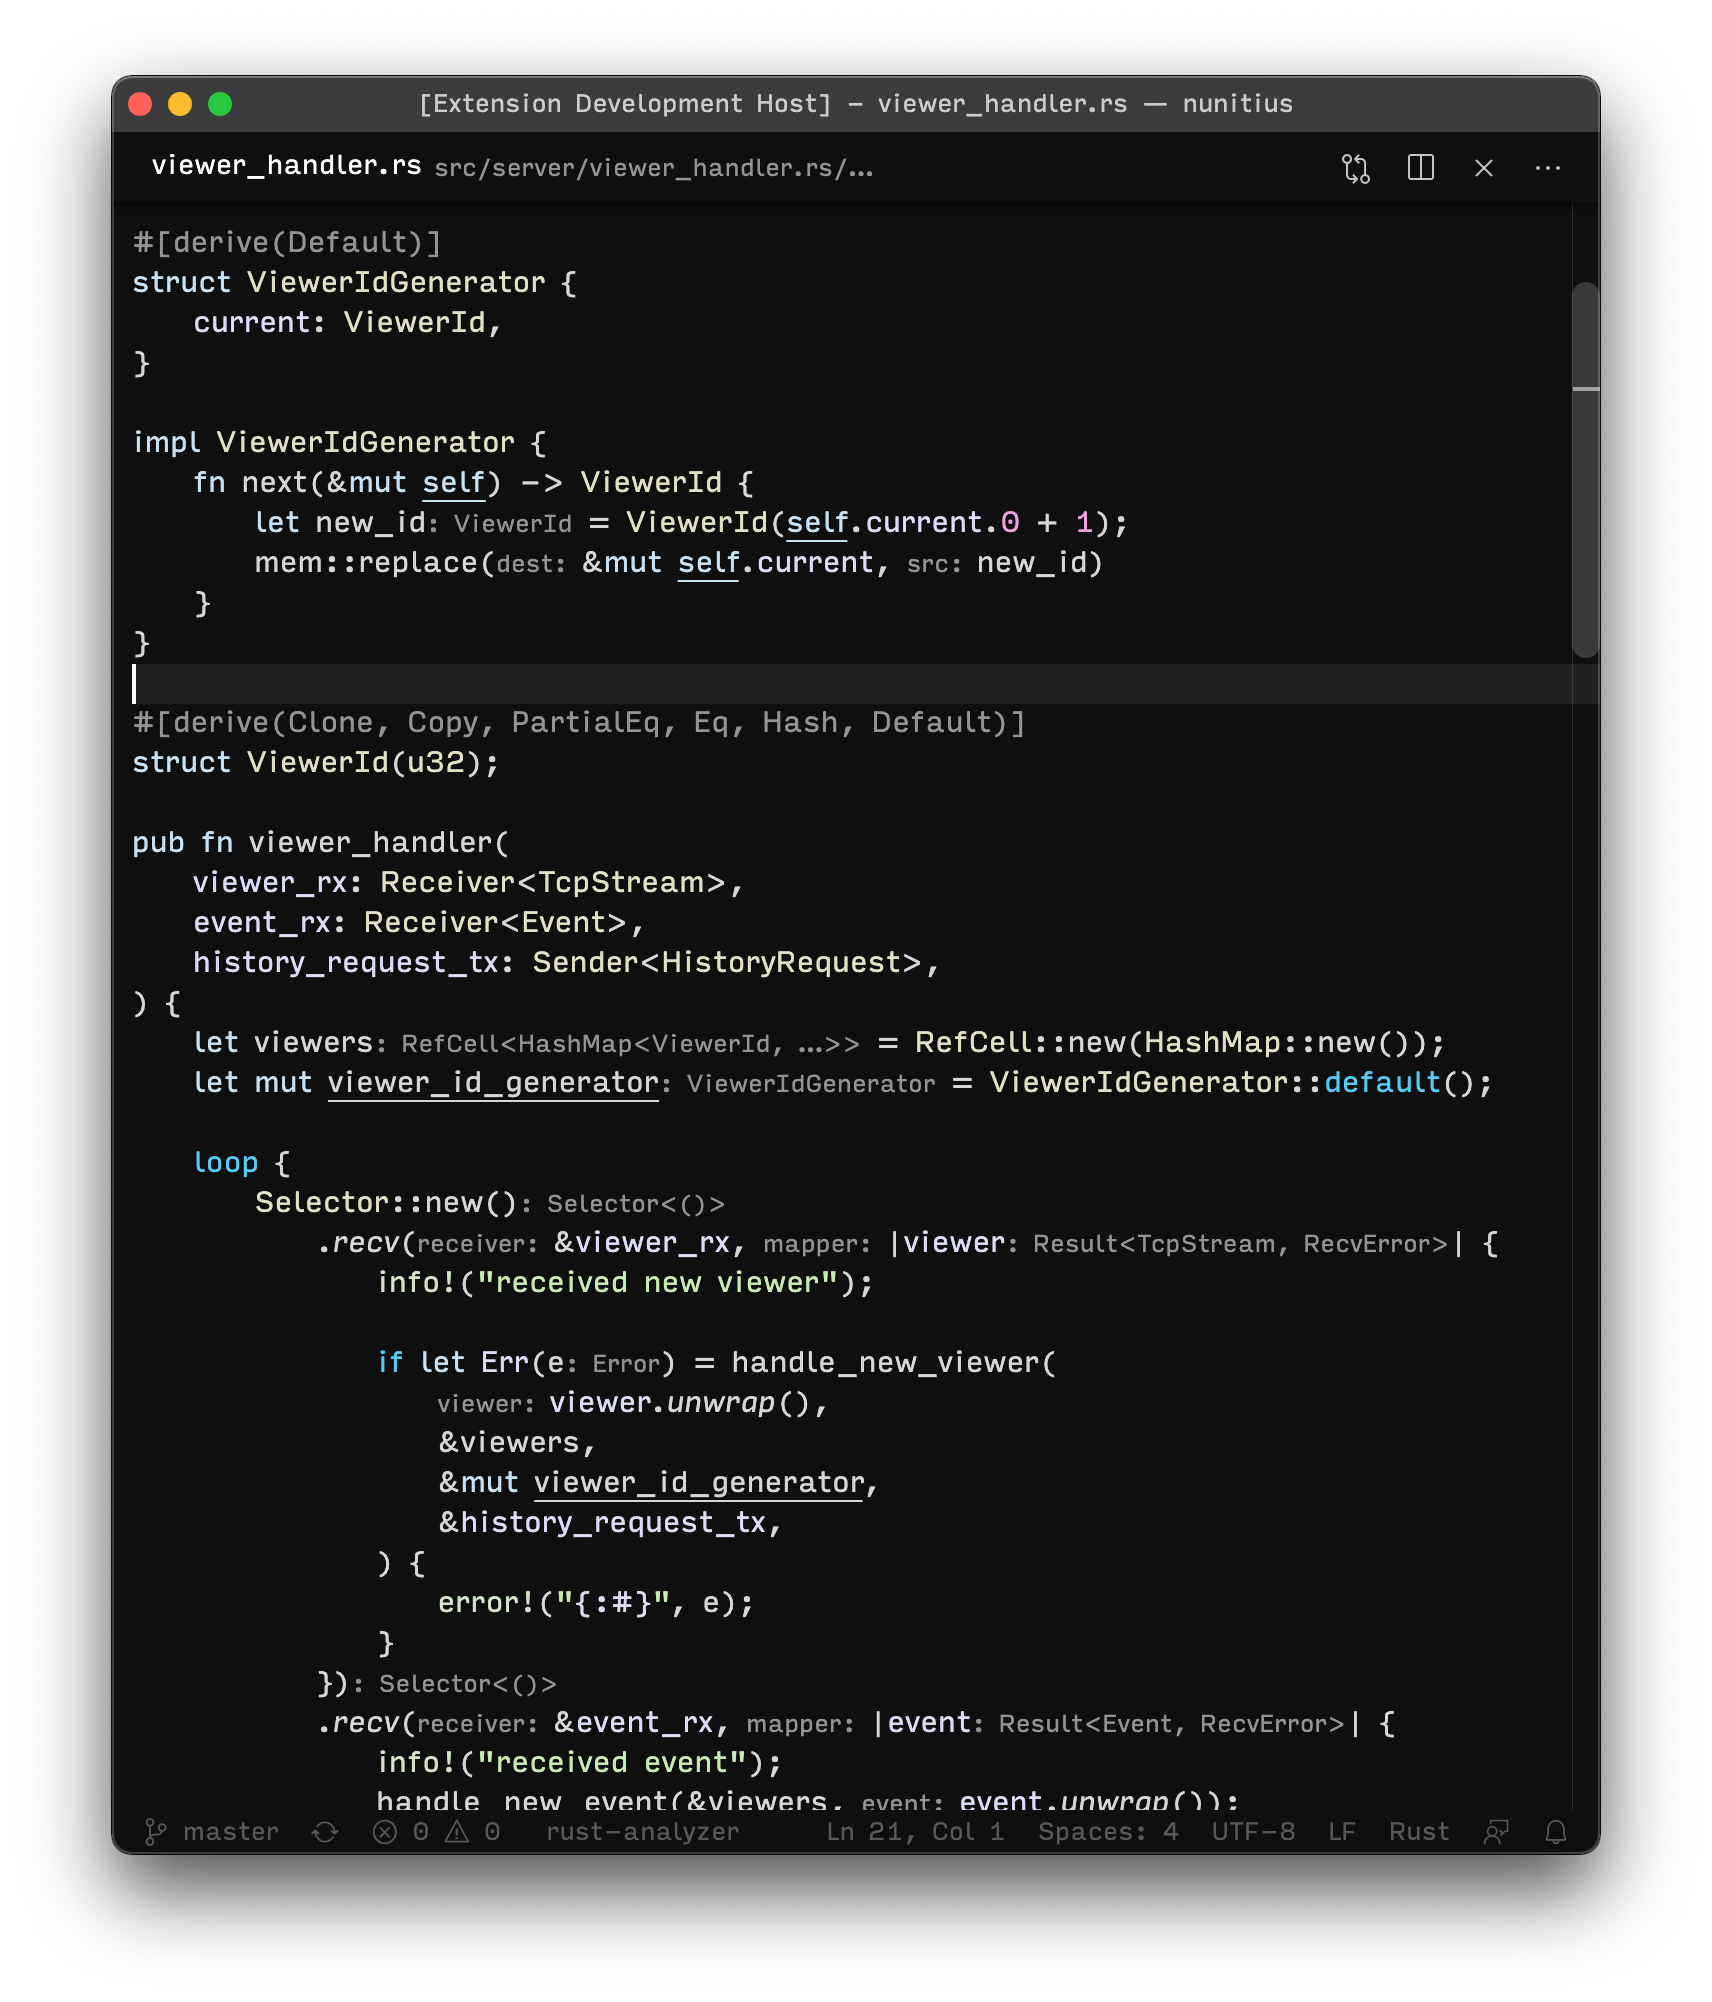 [Extension Development Host] – viewer_handler.rs — nunitius
viewer_handler.rs src/server/viewer_handler.rs/...
#[derive(Default)]
struct ViewerIdGenerator {
    current: ViewerId,
}

impl ViewerIdGenerator {
    fn next(&mut self) -> ViewerId {
        let new_id: ViewerId = ViewerId(self.current.0 + 1);
        mem::replace(dest: &mut self.current, src: new_id)
    }
}

#[derive(Clone, Copy, PartialEq, Eq, Hash, Default)]
struct ViewerId(u32);

pub fn viewer_handler(
    viewer_rx: Receiver<TcpStream>,
    event_rx: Receiver<Event>,
    history_request_tx: Sender<HistoryRequest>,
) {
    let viewers: RefCell<HashMap<ViewerId, ...>> = RefCell::new(HashMap::new());
    let mut viewer_id_generator: ViewerIdGenerator = ViewerIdGenerator::default();

    loop {
        Selector::new(): Selector<()>
            .recv(receiver: &viewer_rx, mapper: |viewer: Result<TcpStream, RecvError>| {
                info!("received new viewer");

                if let Err(e: Error) = handle_new_viewer(
                    viewer: viewer.unwrap(),
                    &viewers,
                    &mut viewer_id_generator,
                    &history_request_tx,
                ) {
                    error!("{:#}", e);
                }
            }): Selector<()>
            .recv(receiver: &event_rx, mapper: |event: Result<Event, RecvError>| {
                info!("received event");
                handle_new_event(&viewers, event: event.unwrap());
master 0 0 rust-analyzer Ln 21, Col 1 Spaces: 4 UTF-8 LF Rust